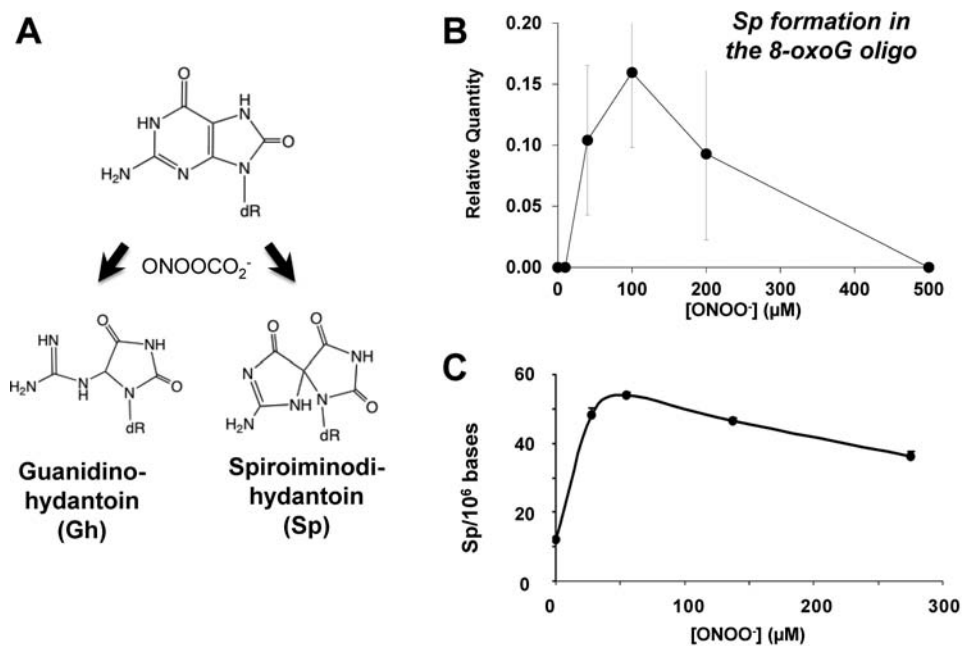 A
O
HN
H
N
O
H₂N
N
N
dR
ONOOCO₂⁻
HN
O
NH
H₂N
N
H
N
O
dR
O
O
N
NH
NH
N
O
H₂N
dR
Guanidino-
hydantoin
(Gh)
Spiroiminodi-
hydantoin
(Sp)
B
Sp formation in
the 8-oxoG oligo
Relative Quantity
0.20
0.15
0.10
0.05
0.00
0 100 200 300 400 500
[ONOO⁻] (µM)
C
Sp/10⁶ bases
60
40
20
0
0 100 200 300
[ONOO⁻] (µM)